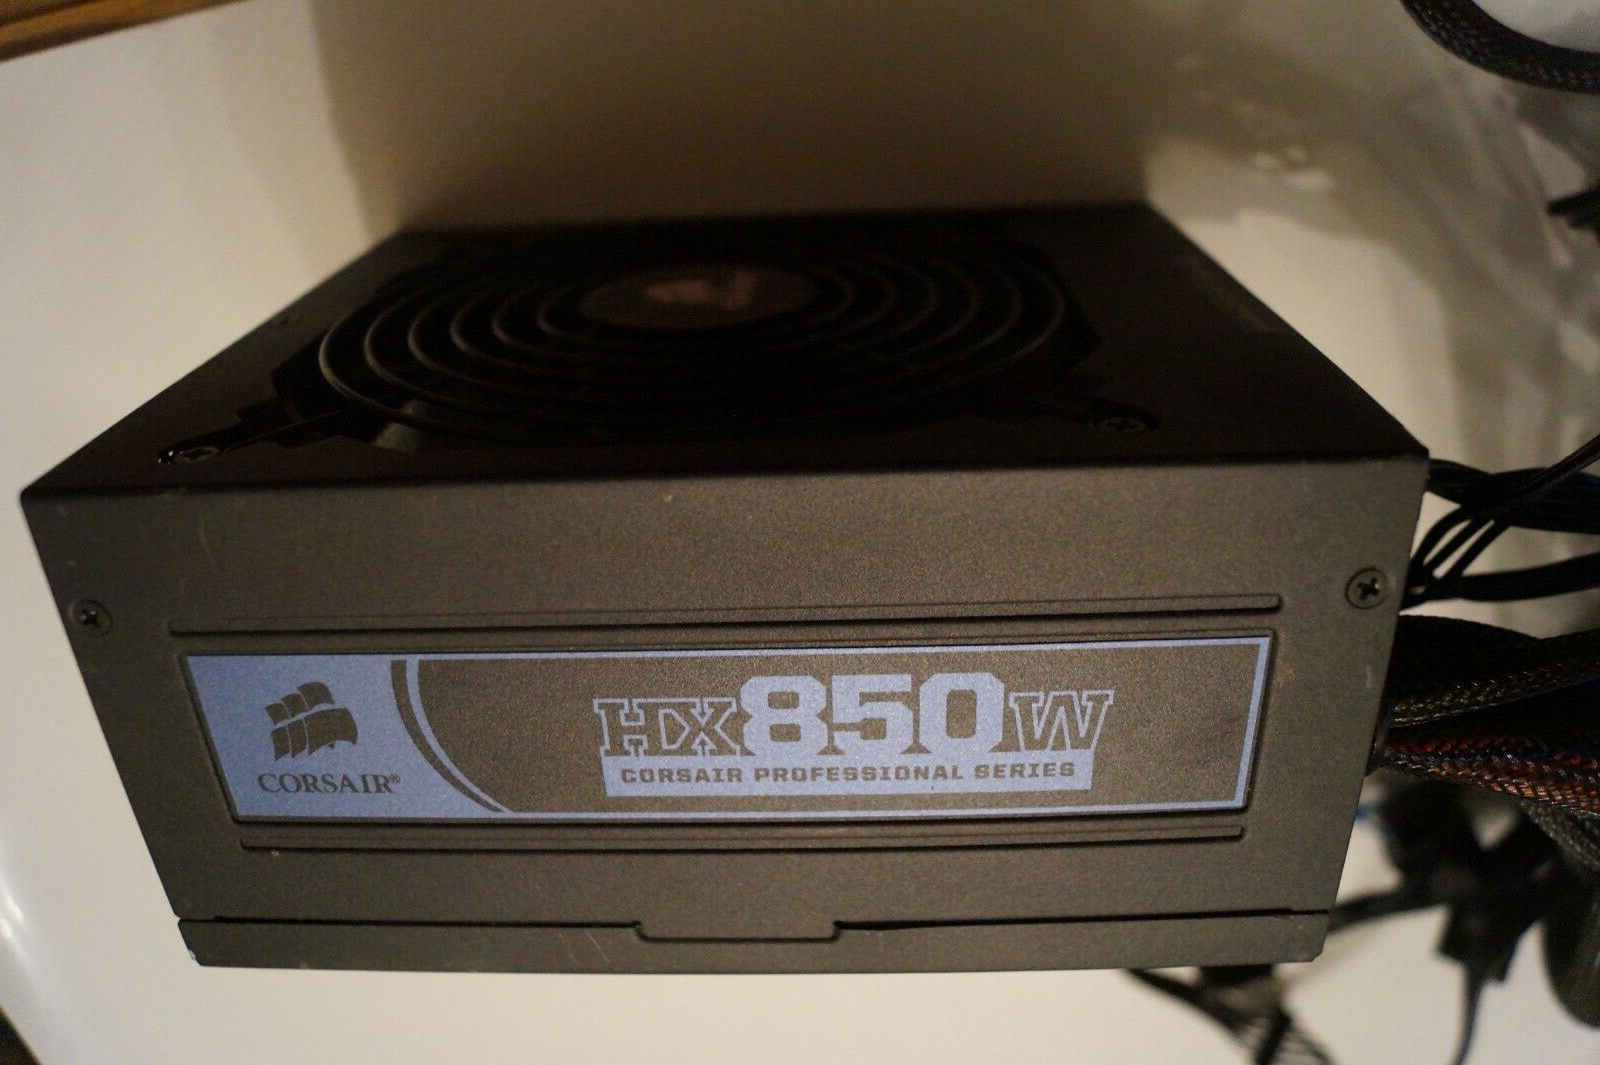 HX850W
CORSAIR PROFESSIONAL SERIES
CORSAIR®